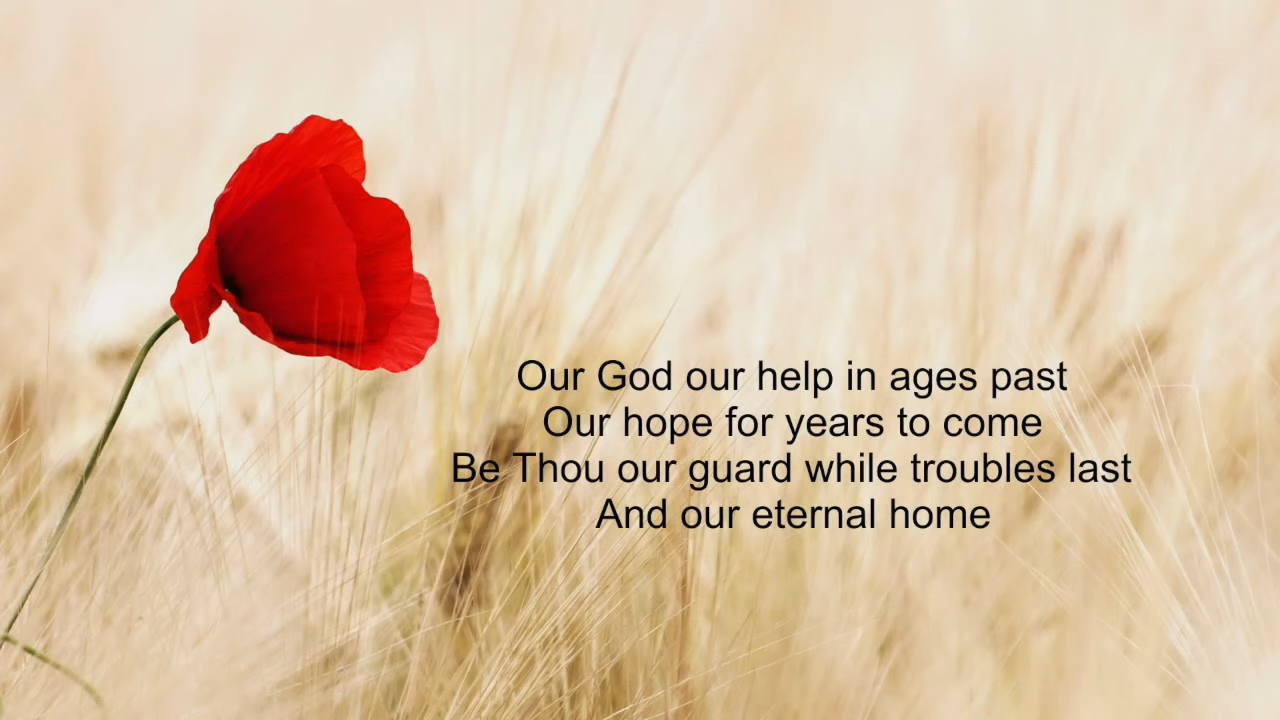 Our God our help in ages past
Our hope for years to come
Be Thou our guard while troubles last
And our eternal home